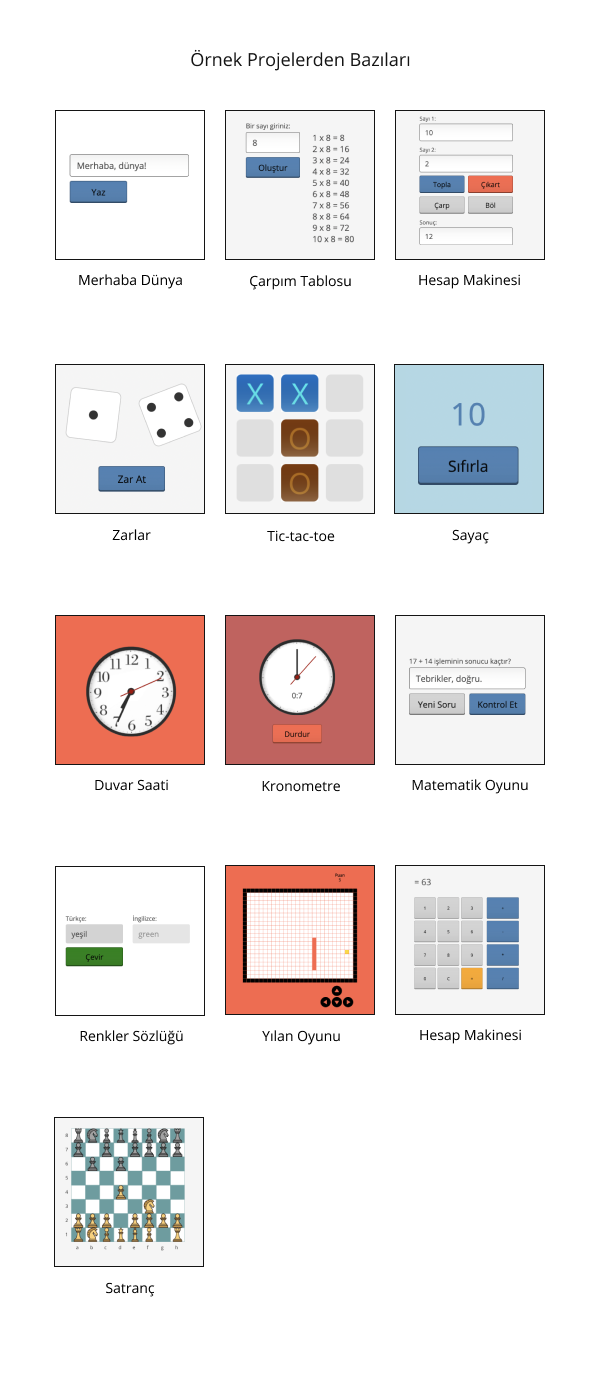 Örnek Projelerden Bazıları
Merhaba, dünya!
Yaz
Merhaba Dünya
Bir sayı giriniz:
8
Oluştur
1 x 8 = 8
2 x 8 = 16
3 x 8 = 24
4 x 8 = 32
5 x 8 = 40
6 x 8 = 48
7 x 8 = 56
8 x 8 = 64
9 x 8 = 72
10 x 8 = 80
Çarpım Tablosu
Sayı 1:
10
Sayı 2:
2
Topla Çıkart
Çarp Böl
Sonuç:
12
Hesap Makinesi
Zar At
Zarlar
X X
O
O
Tic-tac-toe
10
Sıfırla
Sayaç
12
1
2
3
4
5
6
7
8
9
10
11
Duvar Saati
0:7
Durdur
Kronometre
17 + 14 işleminin sonucu kaçtır?
Tebrikler, doğru.
Yeni Soru Kontrol Et
Matematik Oyunu
Türkçe: İngilizce:
yeşil green
Çevir
Renkler Sözlüğü
Puan
Yılan Oyunu
= 63
1 2 3
4 5 6
7 8 9
0 C
Hesap Makinesi
8
7
6
5
4
3
2
1
a b c d e f g h
Satranç